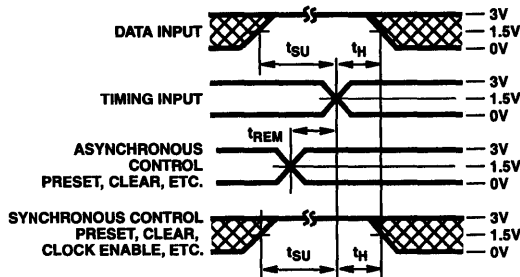 DATA INPUT
tSU
tH
3V
1.5V
0V
TIMING INPUT
3V
1.5V
0V
tREM
ASYNCHRONOUS
CONTROL
PRESET, CLEAR, ETC.
3V
1.5V
0V
SYNCHRONOUS CONTROL
PRESET, CLEAR,
CLOCK ENABLE, ETC.
tSU
tH
3V
1.5V
0V